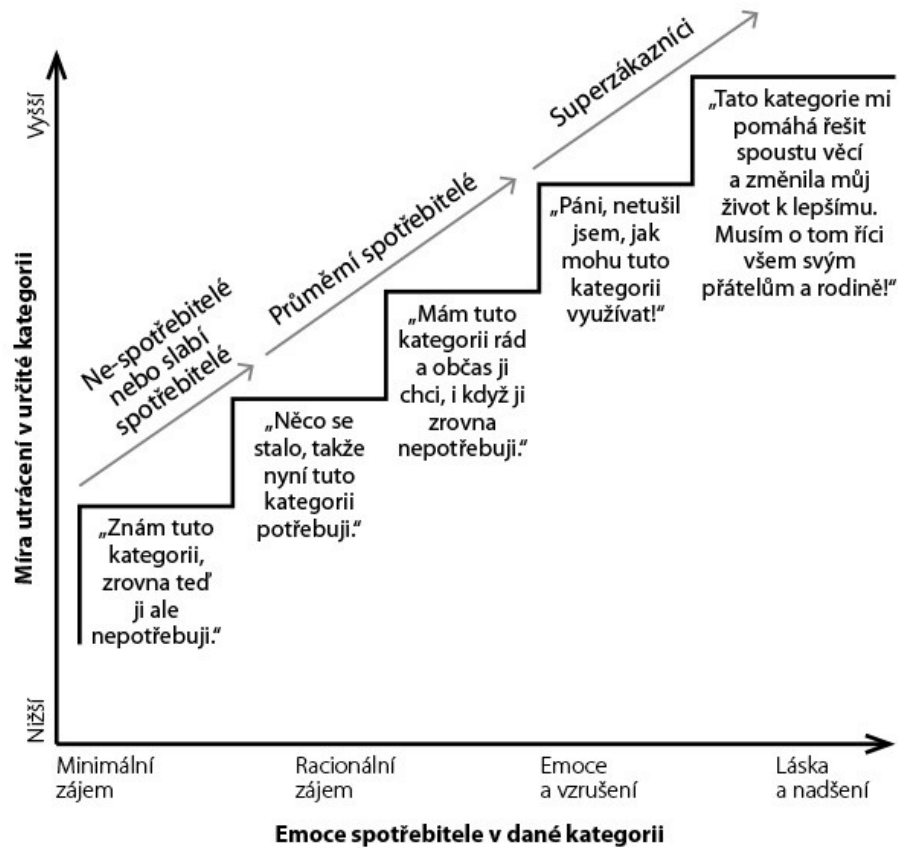 Superzákazníci
Průměrní spotřebitelé
Ne-spotřebitelé
nebo slabí
spotřebitelé
Míra utrácení v určité kategorii
Vyšší
Nižší
„Tato kategorie mi
pomáhá řešit
spoustu věcí
a změnila můj
život k lepšímu.
Musím o tom říci
všem svým
přátelům a rodině!“
„Páni, netušil
jsem, jak
mohu tuto
kategorii
využívat!“
„Mám tuto
kategorii rád
a občas ji
chci, i když ji
zrovna
nepotřebuji.“
„Něco se
stalo, takže
nyní tuto
kategorii
potřebuji.“
„Znám tuto
kategorii,
zrovna teď
ji ale
nepotřebuji.“
Minimální
zájem
Racionální
zájem
Emoce
a vzrušení
Láska
a nadšení
Emoce spotřebitele v dané kategorii